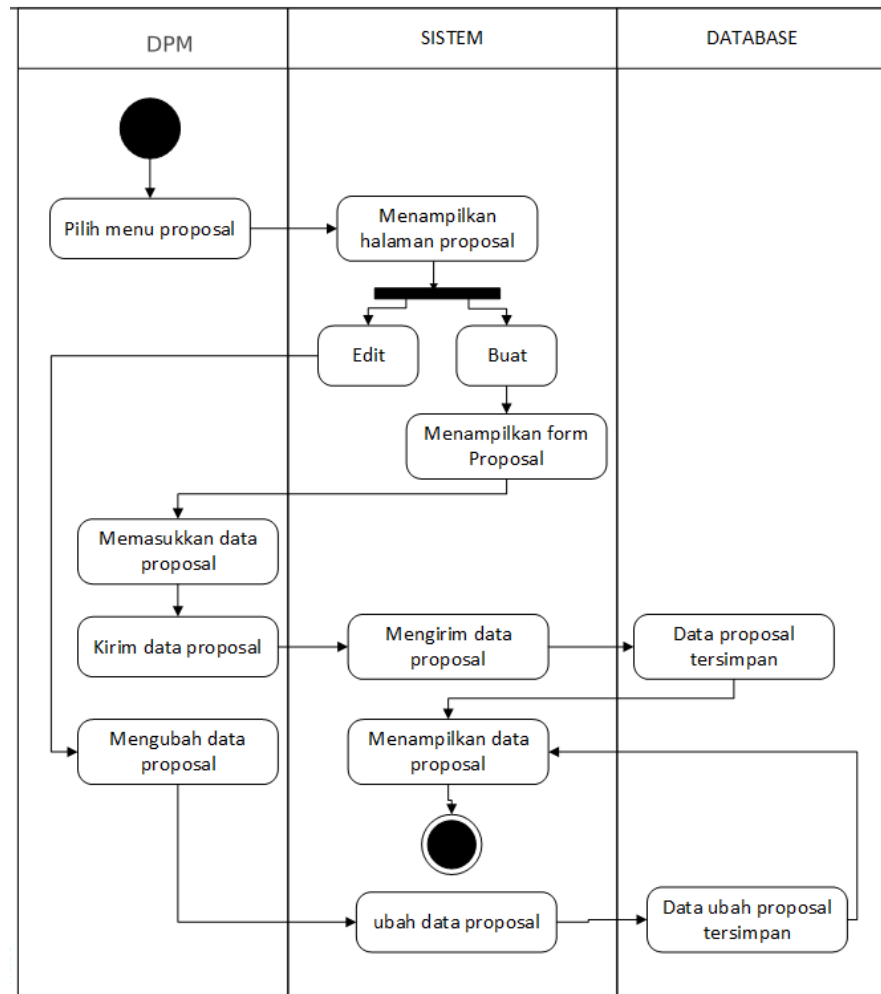 DPM
SISTEM
DATABASE
Pilih menu proposal
Menampilkan
halaman proposal
Edit
Buat
Menampilkan form
Proposal
Memasukkan data
proposal
Kirim data proposal
Mengirim data
proposal
Data proposal
tersimpan
Mengubah data
proposal
Menampilkan data
proposal
ubah data proposal
Data ubah proposal
tersimpan